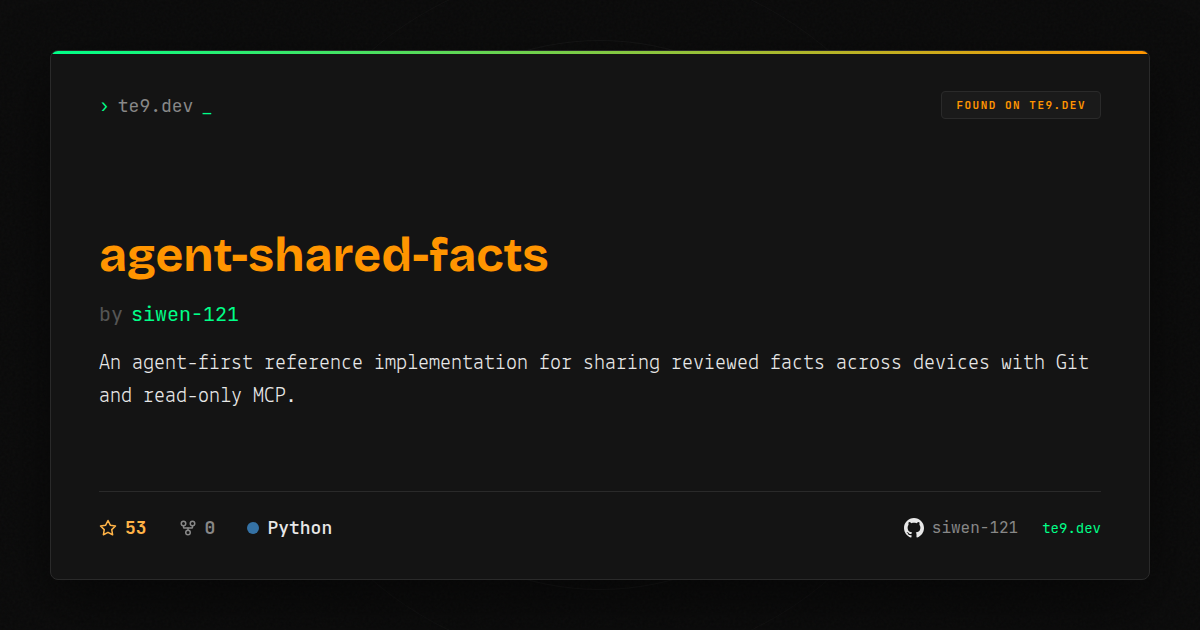 › te9.dev _
FOUND ON TE9.DEV
agent-shared-facts
by siwen-121
An agent-first reference implementation for sharing reviewed facts across devices with Git
and read-only MCP.
53 0 Python
siwen-121 te9.dev